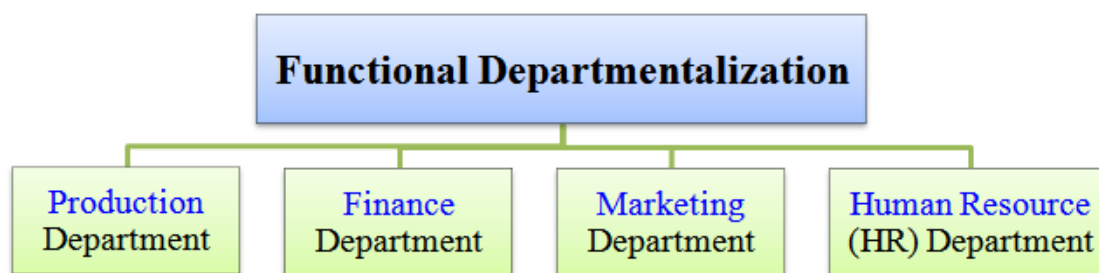 Functional Departmentalization
Production
Department
Finance
Department
Marketing
Department
Human Resource
(HR) Department